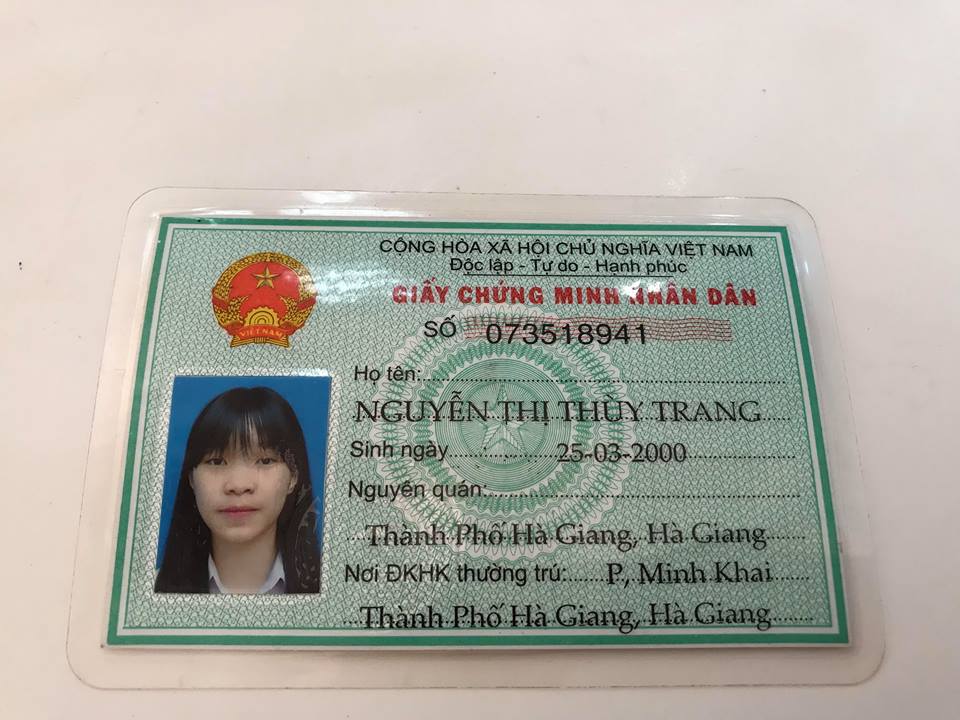 CỘNG HÒA XÃ HỘI CHỦ NGHĨA VIỆT NAM
Độc lập - Tự do - Hạnh phúc
GIẤY CHỨNG MINH NHÂN DÂN
SỐ 073518941
VIỆT NAM
Họ tên:
NGUYỄN THỊ THÙY TRANG
Sinh ngày 25-03-2000
Nguyên quán:
Thành Phố Hà Giang, Hà Giang
Nơi ĐKHK thường trú: P, Minh Khai
Thành Phố Hà Giang, Hà Giang